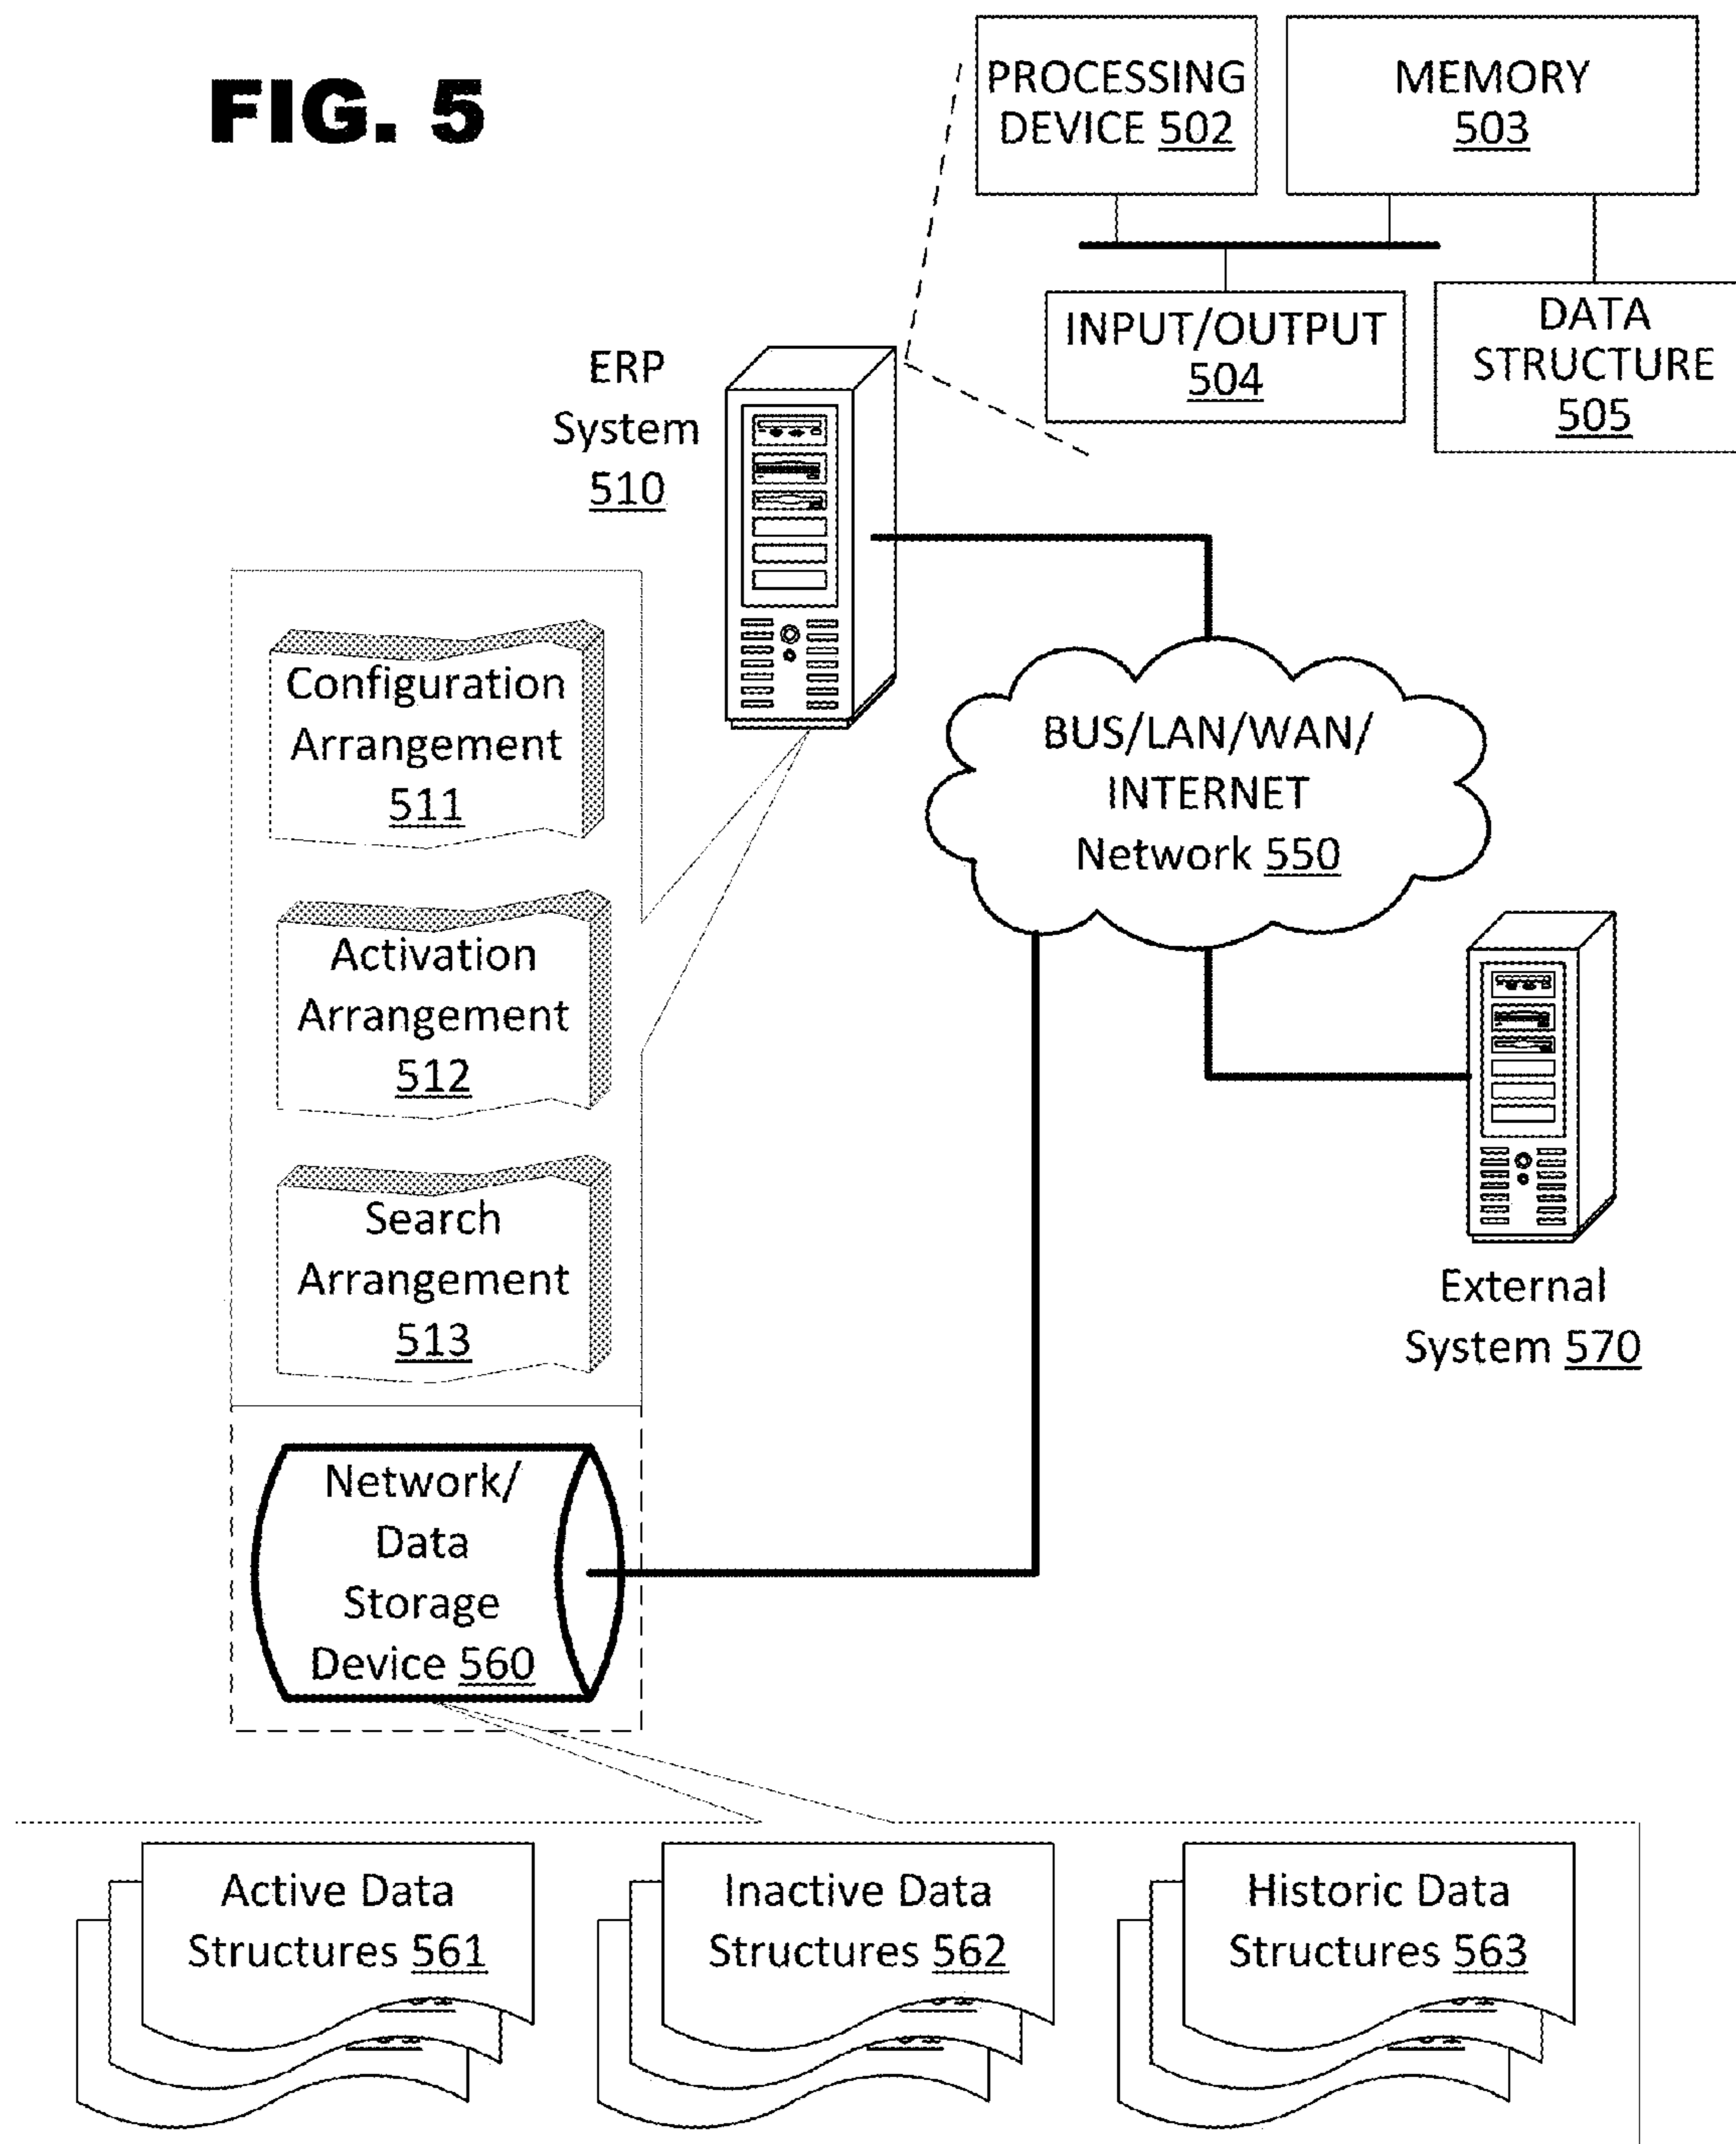 FIG. 5
PROCESSING
DEVICE 502
MEMORY
503
INPUT/OUTPUT
504
DATA
STRUCTURE
505
ERP
System
510
Configuration
Arrangement
511
Activation
Arrangement
512
Search
Arrangement
513
BUS/LAN/WAN/
INTERNET
Network 550
External
System 570
Network/
Data
Storage
Device 560
Active Data
Structures 561
Inactive Data
Structures 562
Historic Data
Structures 563